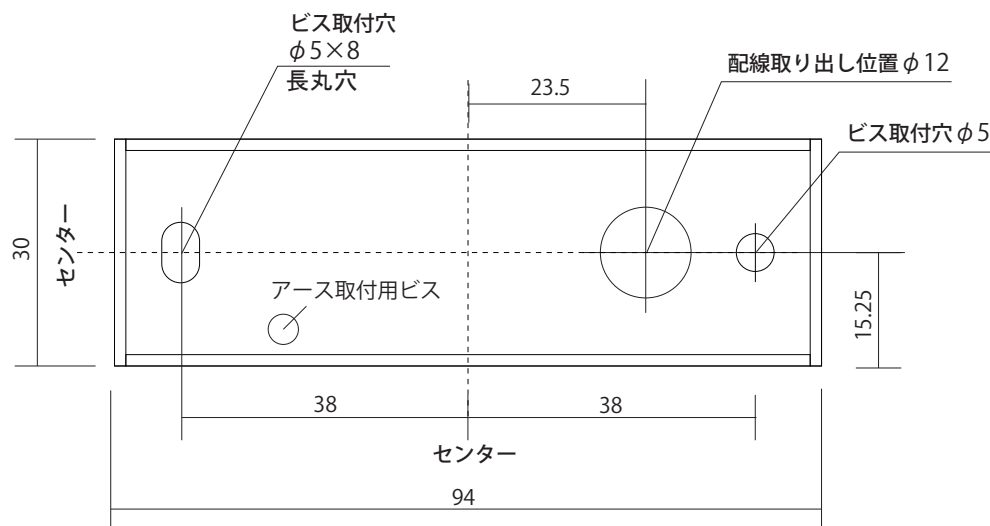 ビス取付穴
φ5×8
長丸穴
配線取り出し位置φ12
23.5
ビス取付穴φ5
30
センター
アース取付用ビス
15.25
38
38
センター
94